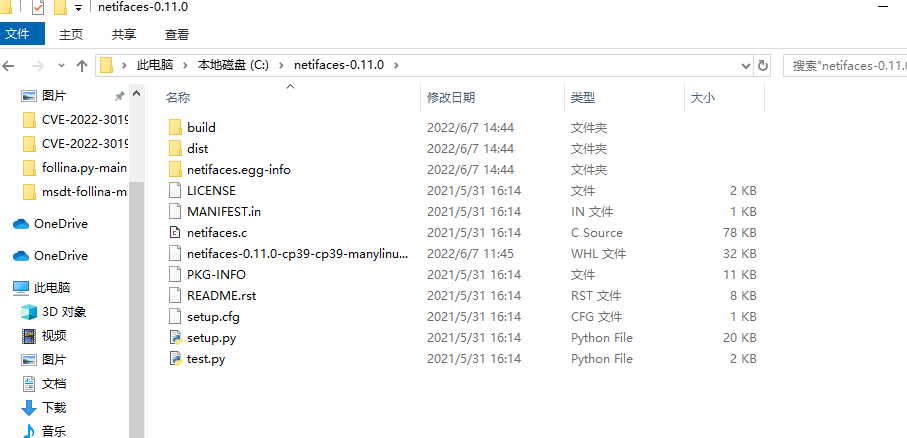 netifaces-0.11.0
文件 主页 共享 查看
此电脑 本地磁盘 (C:) netifaces-0.11.0 搜索"netifaces-0.11.0
图片
CVE-2022-3019
CVE-2022-3019
follina.py-main
msdt-follina-m
OneDrive
OneDrive
此电脑
3D 对象
视频
图片
文档
下载
音乐
名称 修改日期 类型 大小
build 2022/6/7 14:44 文件夹
dist 2022/6/7 14:44 文件夹
netifaces.egg-info 2022/6/7 14:44 文件夹
LICENSE 2021/5/31 16:14 文件 2 KB
MANIFEST.in 2021/5/31 16:14 IN 文件 1 KB
netifaces.c 2021/5/31 16:14 C Source 78 KB
netifaces-0.11.0-cp39-cp39-manylinu... 2022/6/7 11:45 WHL 文件 32 KB
PKG-INFO 2021/5/31 16:14 文件 11 KB
README.rst 2021/5/31 16:14 RST 文件 8 KB
setup.cfg 2021/5/31 16:14 CFG 文件 1 KB
setup.py 2021/5/31 16:14 Python File 20 KB
test.py 2021/5/31 16:14 Python File 2 KB